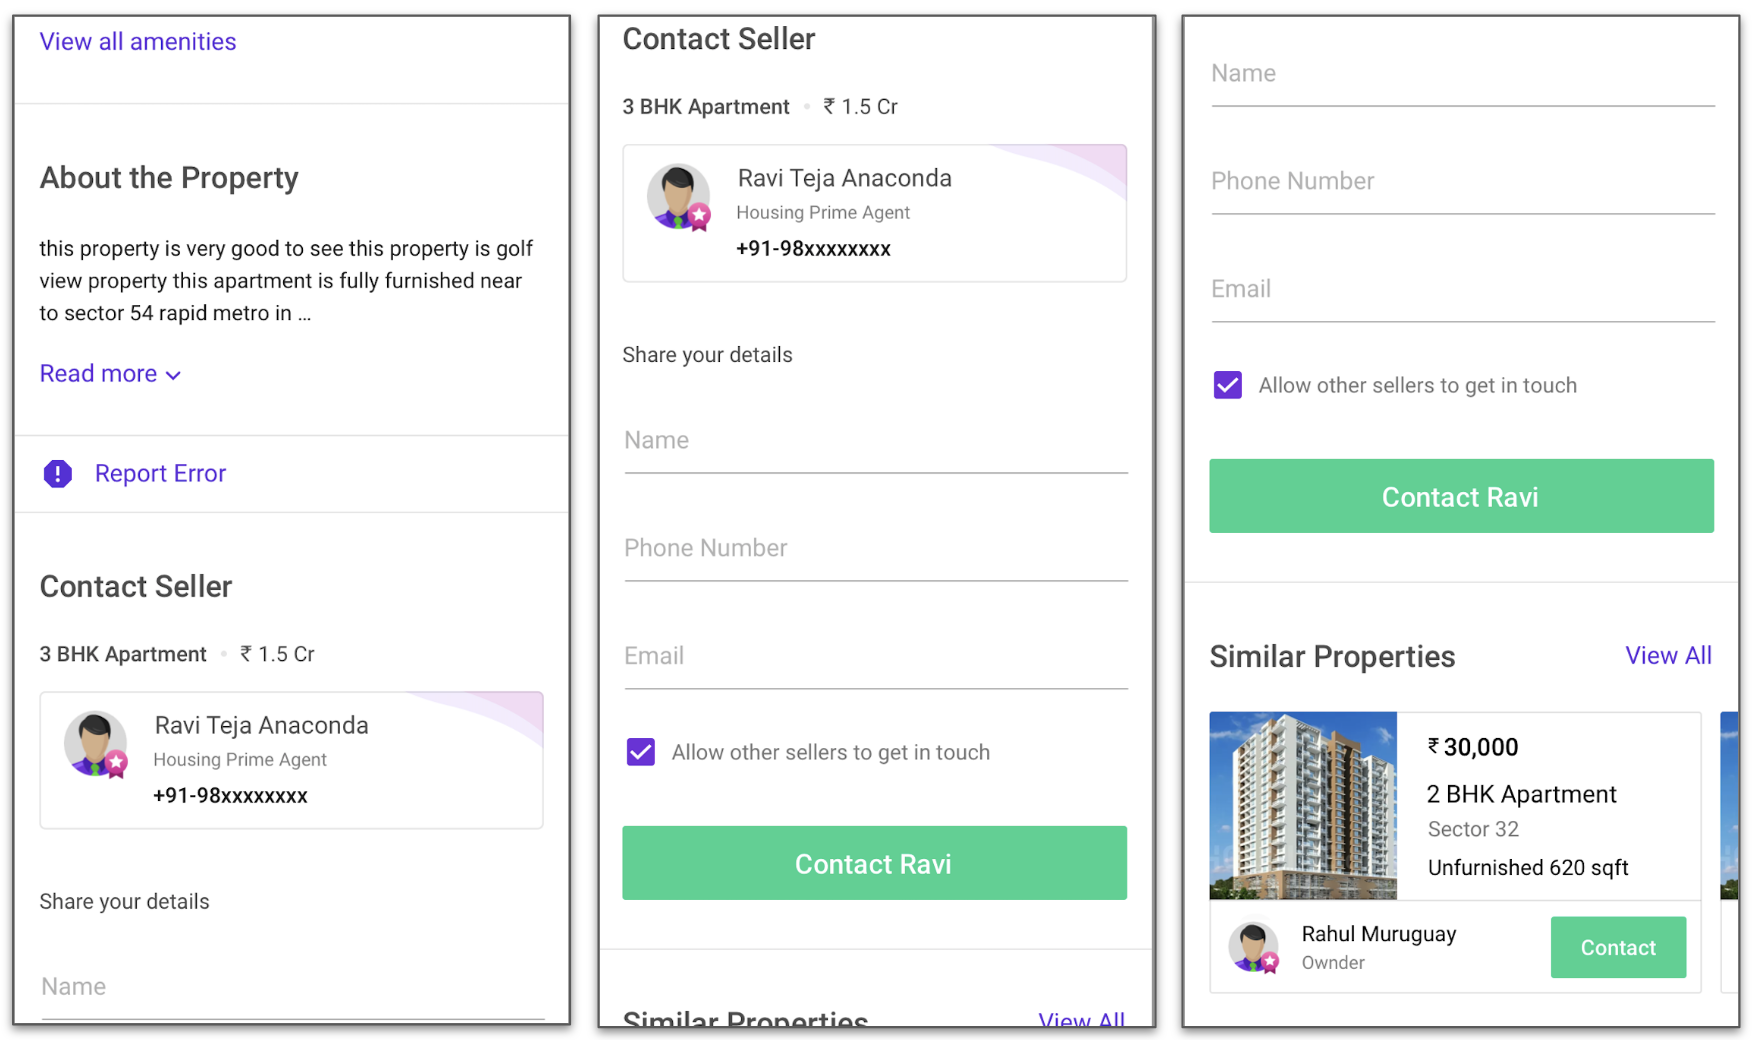 View all amenities
About the Property
this property is very good to see this property is golf
view property this apartment is fully furnished near
to sector 54 rapid metro in ...
Read more
Report Error
Contact Seller
3 BHK Apartment • ₹ 1.5 Cr
Ravi Teja Anaconda
Housing Prime Agent
+91-98xxxxxxxx
Share your details
Name
Contact Seller
3 BHK Apartment • ₹ 1.5 Cr
Ravi Teja Anaconda
Housing Prime Agent
+91-98xxxxxxxx
Share your details
Name
Phone Number
Email
Allow other sellers to get in touch
Contact Ravi
Similar Properties View All
Name
Phone Number
Email
Allow other sellers to get in touch
Contact Ravi
Similar Properties View All
₹ 30,000
2 BHK Apartment
Sector 32
Unfurnished 620 sqft
Rahul Muruguay
Ownder
Contact